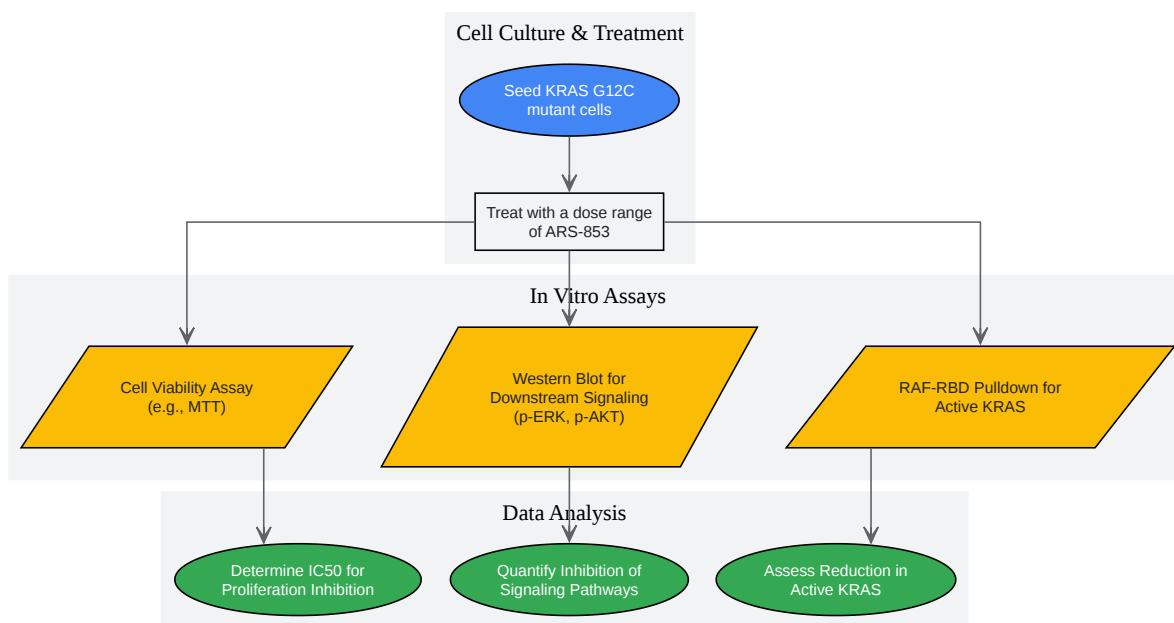 Cell Culture & Treatment
Seed KRAS G12C
mutant cells
Treat with a dose range
of ARS-853
In Vitro Assays
Cell Viability Assay
(e.g., MTT)
Western Blot for
Downstream Signaling
(p-ERK, p-AKT)
RAF-RBD Pulldown for
Active KRAS
Data Analysis
Determine IC50 for
Proliferation Inhibition
Quantify Inhibition of
Signaling Pathways
Assess Reduction in
Active KRAS